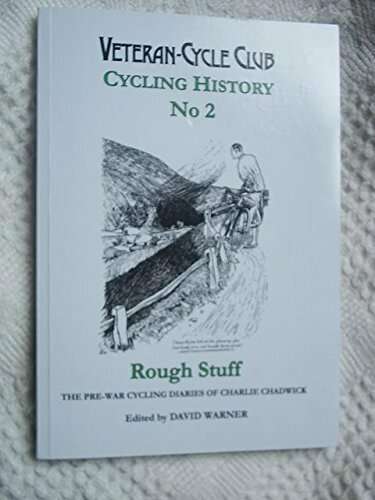 VETERAN-CYCLE CLUB
CYCLING HISTORY
No 2
Rough Stuff
THE PRE-WAR CYCLING DIARIES OF CHARLIE CHADWICK
Edited by DAVID WARNER